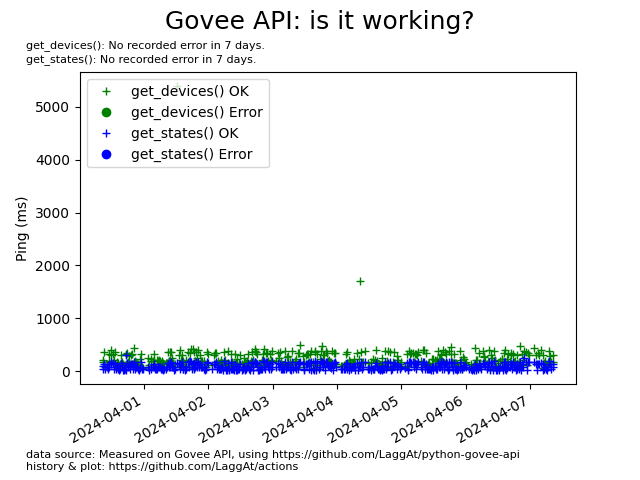 Govee API: is it working?
get_devices(): No recorded error in 7 days.
get_states(): No recorded error in 7 days.
get_devices() OK
get_devices() Error
get_states() OK
get_states() Error
Ping (ms)
5000
4000
3000
2000
1000
0
2024-04-01
2024-04-02
2024-04-03
2024-04-04
2024-04-05
2024-04-06
2024-04-07
data source: Measured on Govee API, using https://github.com/LaggAt/python-govee-api
history & plot: https://github.com/LaggAt/actions